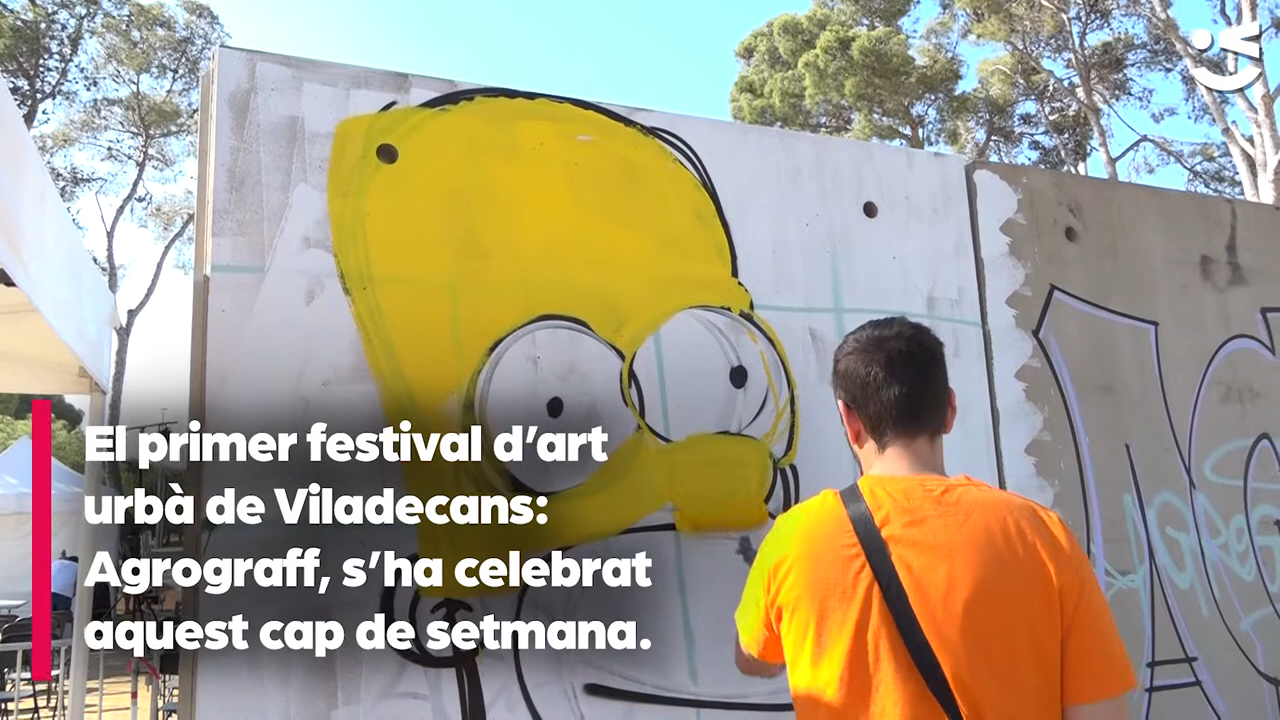 El primer festival d’art
urbà de Viladecans:
Agrograff, s’ha celebrat
aquest cap de setmana.